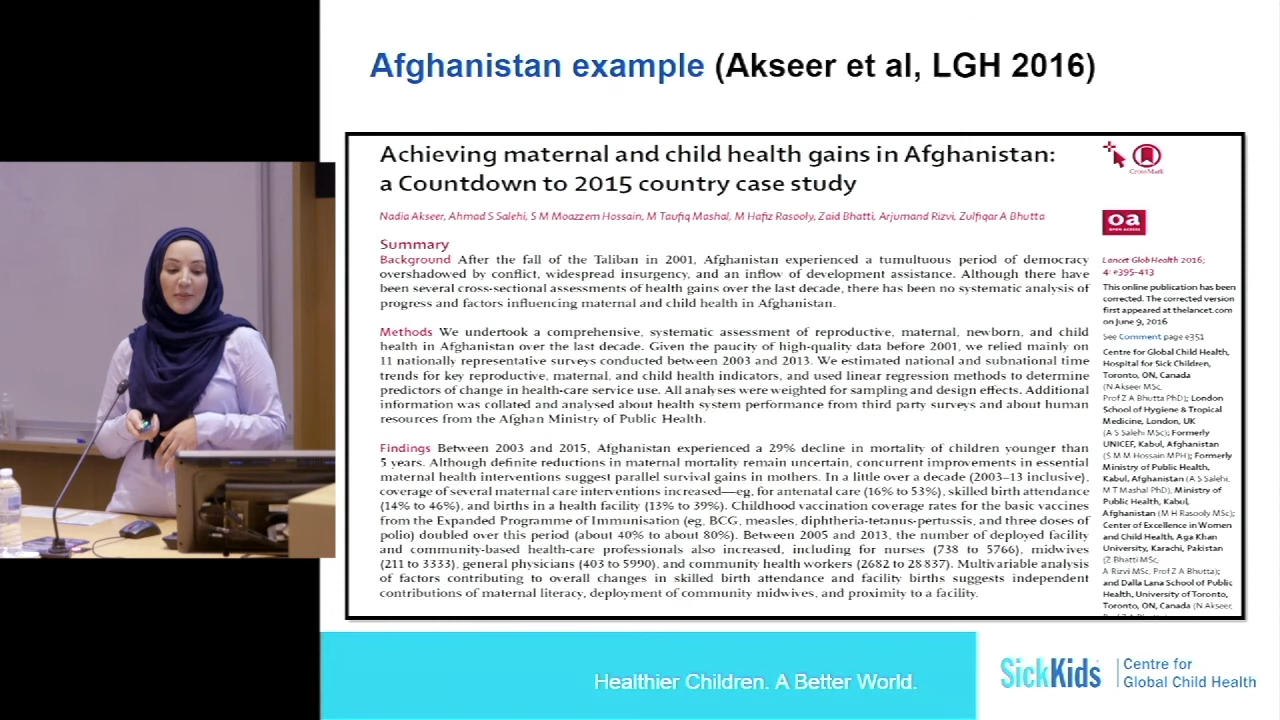 Afghanistan example (Akseer et al, LGH 2016)
Achieving maternal and child health gains in Afghanistan:
a Countdown to 2015 country case study
Nadia Akseer, Ahmad S Salehi, S M Moazzem Hossain, M Taufiq Mashal, M Hafiz Rasooly, Zaid Bhatti, Arjumand Rizvi, Zulfiqar A Bhutta
Summary
Background After the fall of the Taliban in 2001, Afghanistan experienced a tumultuous period of democracy
overshadowed by conflict, widespread insurgency, and an inflow of development assistance. Although there have
been several cross-sectional assessments of health gains over the last decade, there has been no systematic analysis of
progress and factors influencing maternal and child health in Afghanistan.
Methods We undertook a comprehensive, systematic assessment of reproductive, maternal, newborn, and child
health in Afghanistan over the last decade. Given the paucity of high-quality data before 2001, we relied mainly on
11 nationally representative surveys conducted between 2003 and 2013. We estimated national and subnational time
trends for key reproductive, maternal, and child health indicators, and used linear regression methods to determine
predictors of change in health-care service use. All analyses were weighted for sampling and design effects. Additional
information was collated and analysed about health system performance from third party surveys and about human
resources from the Afghan Ministry of Public Health.
Findings Between 2003 and 2015, Afghanistan experienced a 29% decline in mortality of children younger than
5 years. Although definite reductions in maternal mortality remain uncertain, concurrent improvements in essential
maternal health interventions suggest parallel survival gains in mothers. In a little over a decade (2003–13 inclusive),
coverage of several maternal care interventions increased—eg, for antenatal care (16% to 53%), skilled birth attendance
(14% to 46%), and births in a health facility (13% to 39%). Childhood vaccination coverage rates for the basic vaccines
from the Expanded Programme of Immunisation (eg, BCG, measles, diphtheria-tetanus-pertussis, and three doses of
polio) doubled over this period (about 40% to about 80%). Between 2005 and 2013, the number of deployed facility
and community-based health-care professionals also increased, including for nurses (738 to 5766), midwives
(211 to 3333), general physicians (403 to 5990), and community health workers (2682 to 28 837). Multivariable analysis
of factors contributing to overall changes in skilled birth attendance and facility births suggests independent
contributions of maternal literacy, deployment of community midwives, and proximity to a facility.
CrossMark
oa
OPEN ACCESS
Lancet Glob Health 2016;
4: e395–413
This online publication has been
corrected. The corrected version
first appeared at thelancet.com
on June 9, 2016
See Comment page e351
Centre for Global Child Health,
Hospital for Sick Children,
Toronto, ON, Canada
(N Akseer MSc,
Prof Z A Bhutta PhD); London
School of Hygiene & Tropical
Medicine, London, UK
(A S Salehi MSc); Formerly
UNICEF, Kabul, Afghanistan
(S M M Hossain MPH); Formerly
Ministry of Public Health,
Kabul, Afghanistan (A S Salehi,
M T Mashal PhD); Ministry of
Public Health, Kabul,
Afghanistan (M H Rasooly MSc);
Center of Excellence in Women
and Child Health, Aga Khan
University, Karachi, Pakistan
(Z Bhatti MSc,
A Rizvi MSc, Prof Z A Bhutta);
and Dalla Lana School of Public
Health, University of Toronto,
Toronto, ON, Canada (N Akseer,
Healthier Children. A Better World.
SickKids
Centre for
Global Child Health